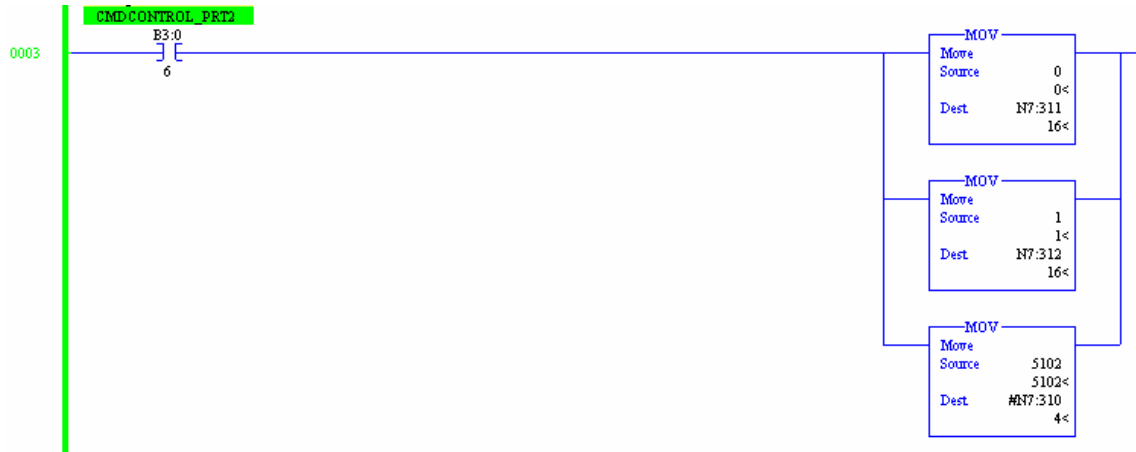 CMDCONTROL_PRT2
B3:0
0003
6
MOV
Move
Source 0
0<
Dest N7:311
16<
MOV
Move
Source 1
1<
Dest N7:312
16<
MOV
Move
Source 5102
5102<
Dest #N7:310
4<